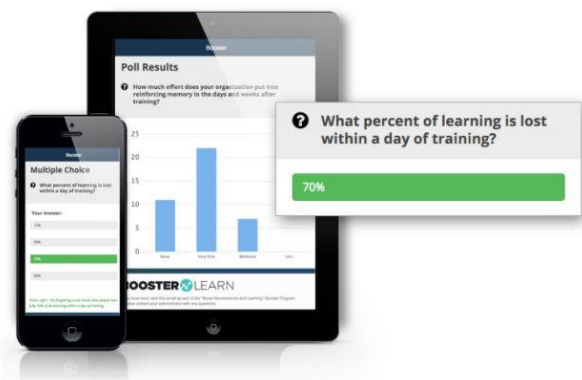 Booster
Poll Results
? How much effort does your organization put into
reinforcing memory in the days and weeks after
training?
25
20
15
10
5
0
None
Very little
Moderate
BOOSTER LEARN
? What percent of learning is lost
within a day of training?
70%
Booster
Multiple Choice
? What percent of learning is lost
within a day of training?
Your Answer: